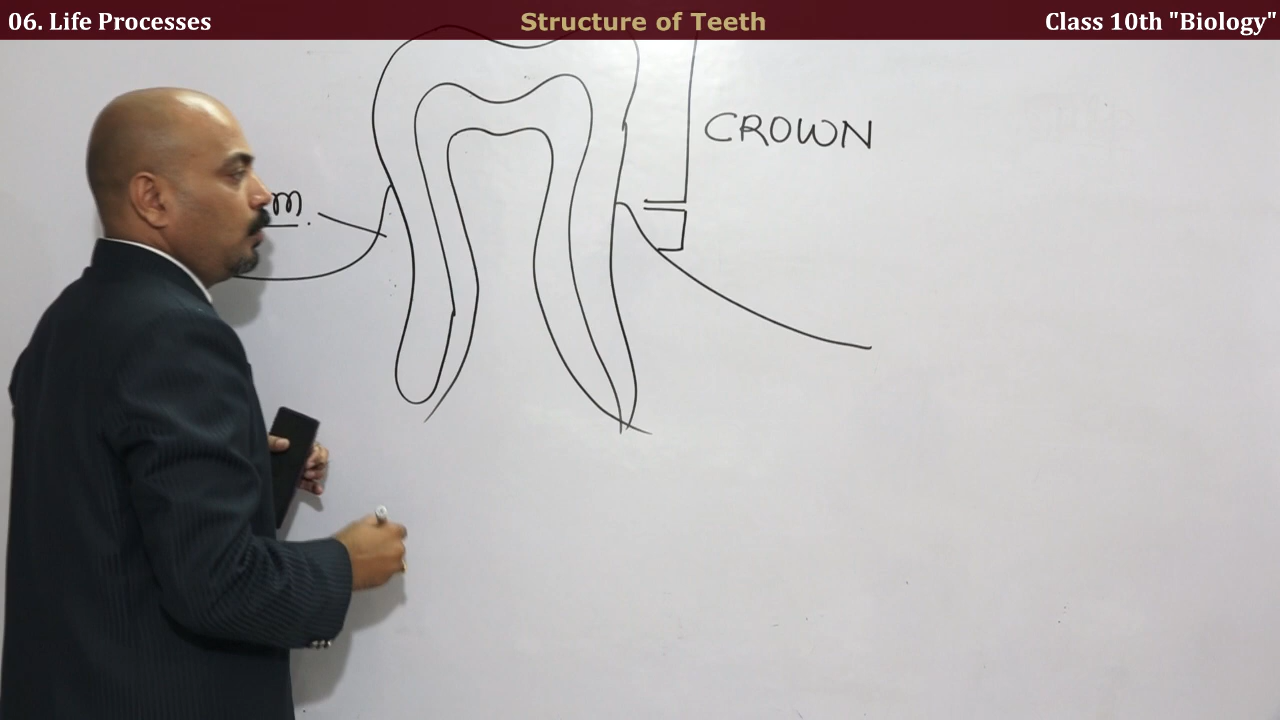 06. Life Processes
Structure of Teeth
Class 10th "Biology"
CROWN